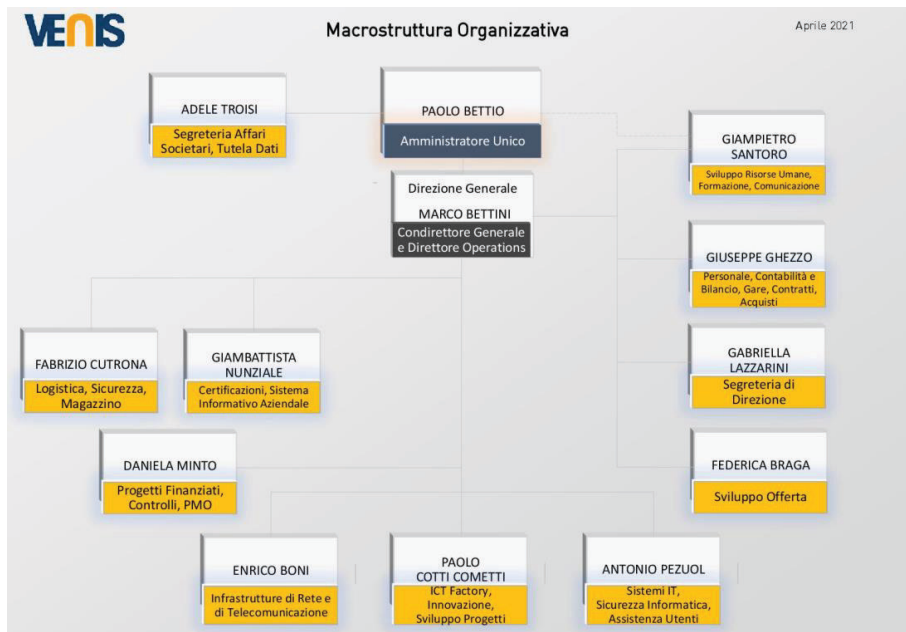 VENIS
Macrostruttura Organizzativa
Aprile 2021
ADELE TROISI
Segreteria Affari
Societari, Tutela Dati
PAOLO BETTIO
Amministratore Unico
GIAMPIETRO
SANTORO
Sviluppo Risorse Umane,
Formazione, Comunicazione
Direzione Generale
MARCO BETTINI
Condirettore Generale
e Direttore Operations
GIUSEPPE GHEZZO
Personale, Contabilità e
Bilancio, Gare, Contratti,
Acquisti
FABRIZIO CUTRONA
Logistica, Sicurezza,
Magazzino
GIAMBATTISTA
NUNZIALE
Certificazioni, Sistema
Informativo Aziendale
GABRIELLA
LAZZARINI
Segreteria di
Direzione
DANIELA MINTO
Progetti Finanziati,
Controlli, PMO
FEDERICA BRAGA
Sviluppo Offerta
ENRICO BONI
Infrastrutture di Rete e
di Telecomunicazione
PAOLO
COTTI COMETTI
ICT Factory,
Innovazione,
Sviluppo Progetti
ANTONIO PEZUOL
Sistemi IT,
Sicurezza Informatica,
Assistenza Utenti